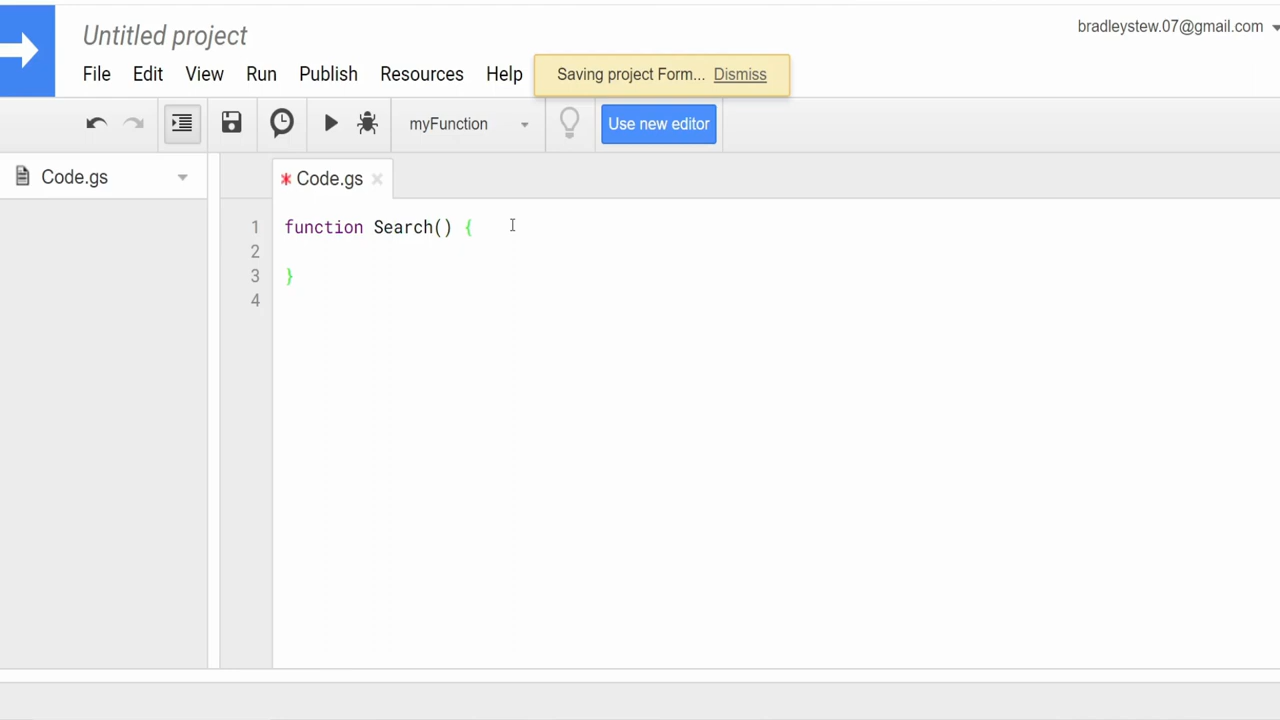 Untitled project
bradleystew.07@gmail.com
File Edit View Run Publish Resources Help
Saving project Form... Dismiss
myFunction
Use new editor
Code.gs
* Code.gs ×
1 function Search() {
2
3 }
4